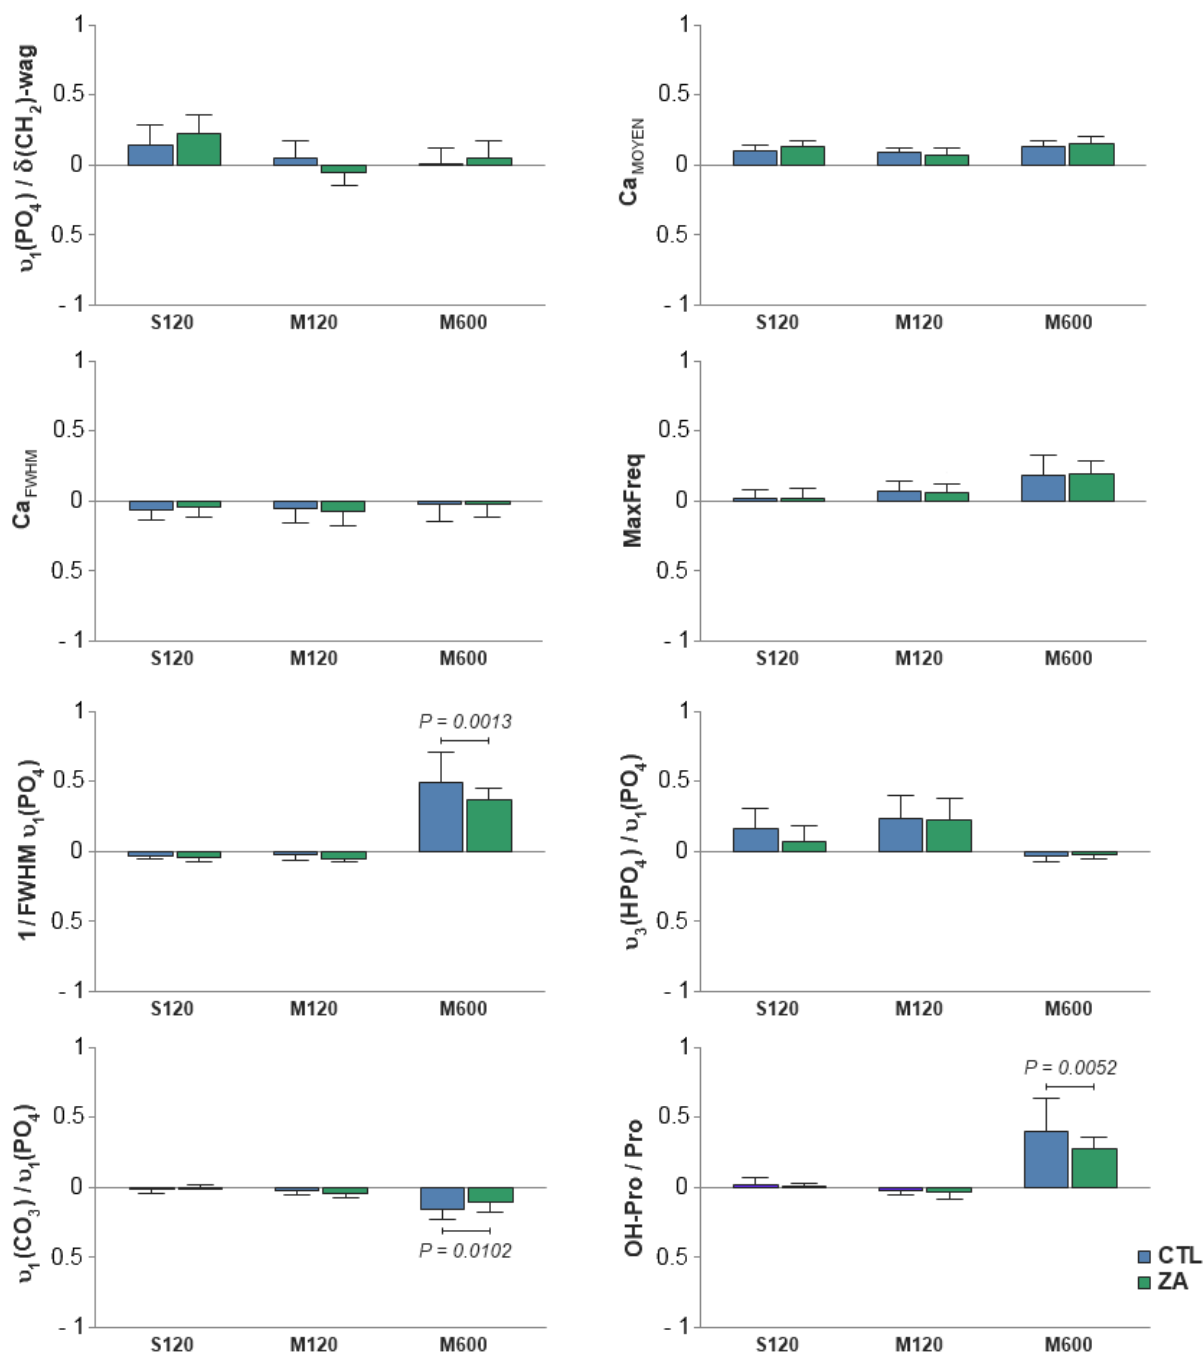 1
0.5
0
0.5
- 1
υ1(PO4) / δ(CH2)-wag
S120 M120 M600
1
0.5
0
0.5
- 1
CaMOYEN
S120 M120 M600
1
0.5
0
0.5
- 1
CaFWHM
S120 M120 M600
1
0.5
0
0.5
- 1
MaxFreq
S120 M120 M600
1
0.5
0
0.5
- 1
1 / FWHM υ1(PO4)
P = 0.0013
S120 M120 M600
1
0.5
0
0.5
- 1
υ3(HPO4) / υ1(PO4)
S120 M120 M600
1
0.5
0
0.5
- 1
υ1(CO3) / υ1(PO4)
P = 0.0102
S120 M120 M600
1
0.5
0
0.5
- 1
OH-Pro / Pro
P = 0.0052
S120 M120 M600
CTL
ZA